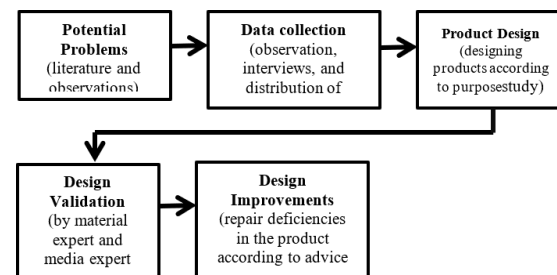 Potential
Problems
(literature and
observations)
Data collection
(observation,
interviews, and
distribution of
Product Design
(designing
products according
to purposestudy)
Design
Validation
(by material
expert and
media expert
Design
Improvements
(repair deficiencies
in the product
according to advice